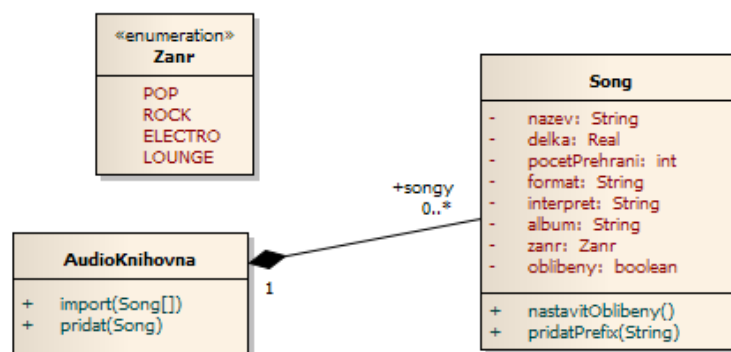 «enumeration»
Zanr
POP
ROCK
ELECTRO
LOUNGE
Song
- nazev: String
- delka: Real
- pocetPrehrani: int
- format: String
- interpret: String
- album: String
- zanr: Zanr
- oblibeny: boolean
+ nastavitOblibeny()
+ pridatPrefix(String)
+songy
0..*
1
AudioKnihovna
+ import(Song[])
+ pridat(Song)